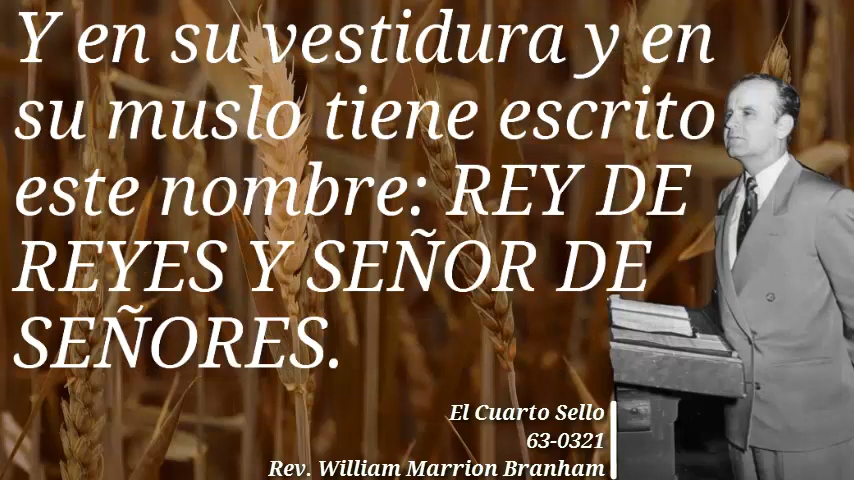 Y en su vestidura y en
su muslo tiene escrito
este nombre: REY DE
REYES Y SEÑOR DE
SEÑORES.
El Cuarto Sello
63-0321
Rev. William Marrion Branham